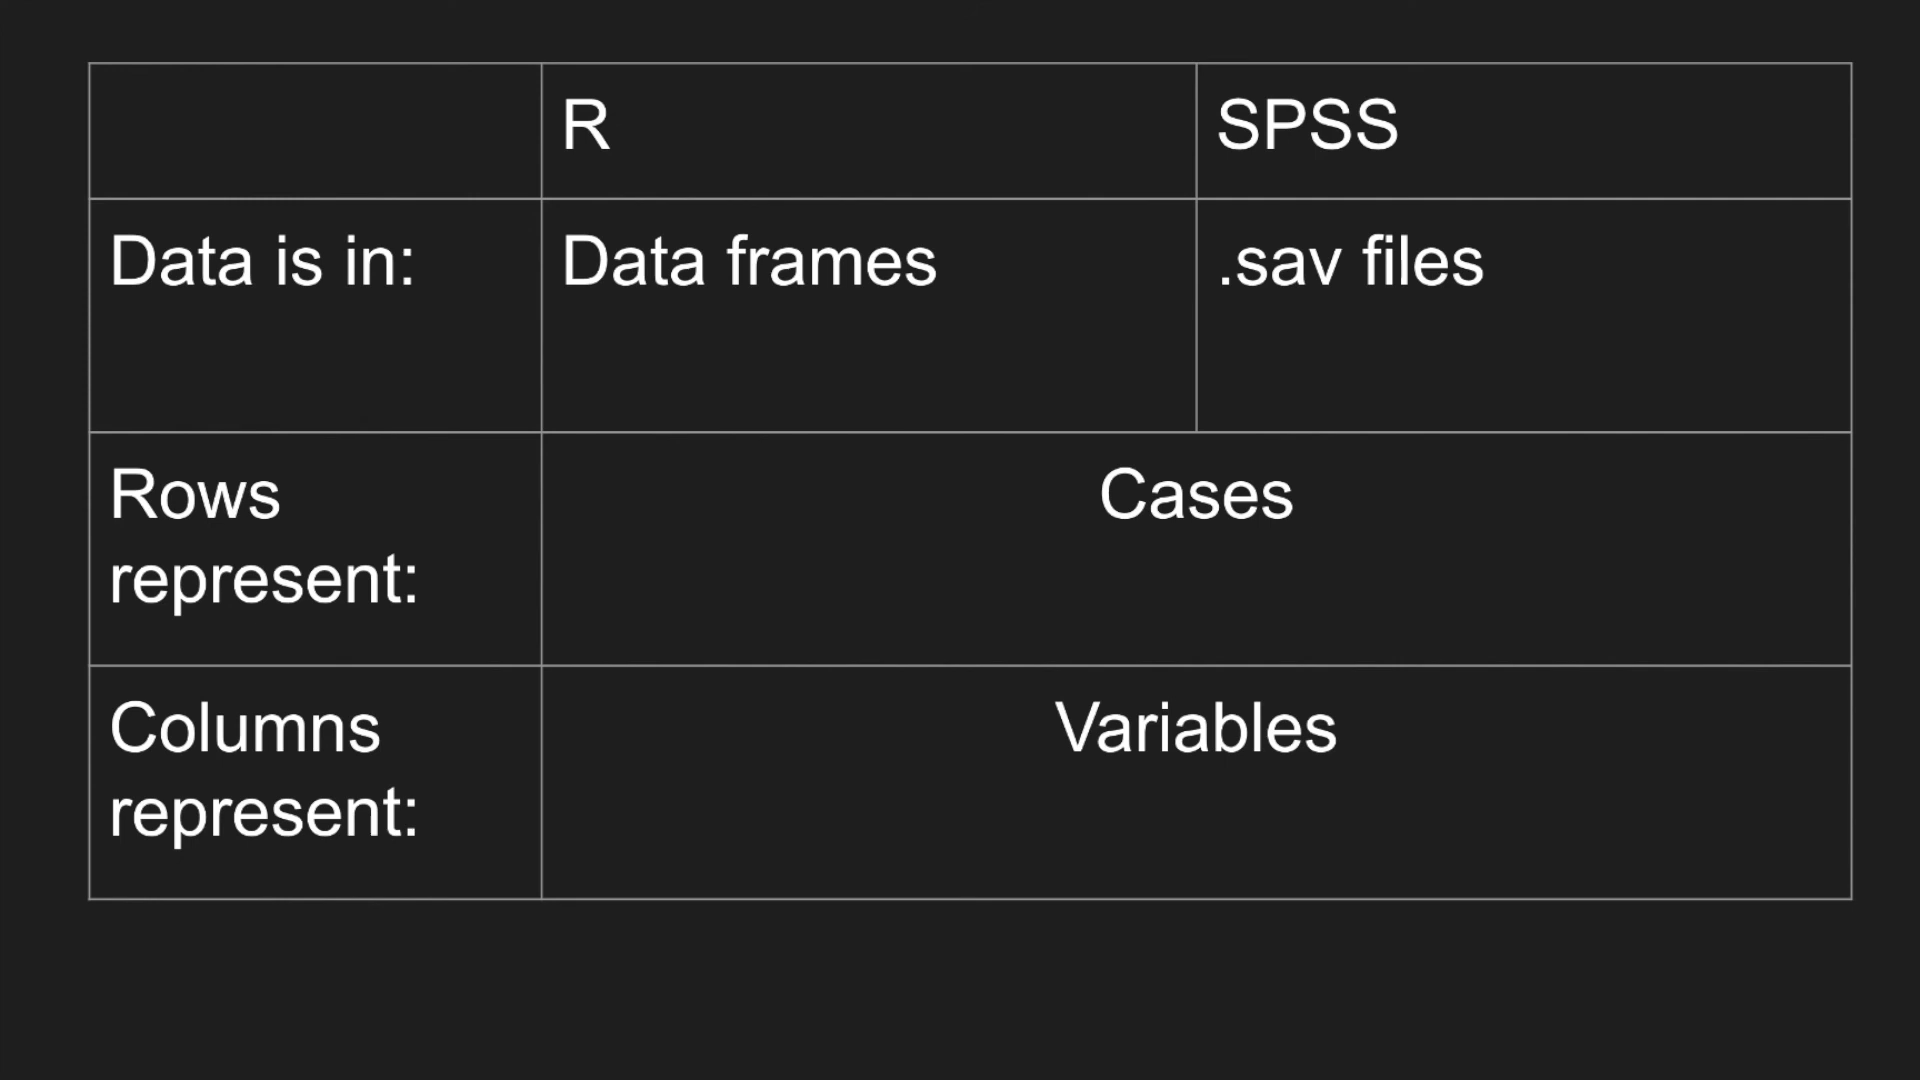 R SPSS
Data is in: Data frames .sav files
Rows Cases
represent:
Columns Variables
represent: